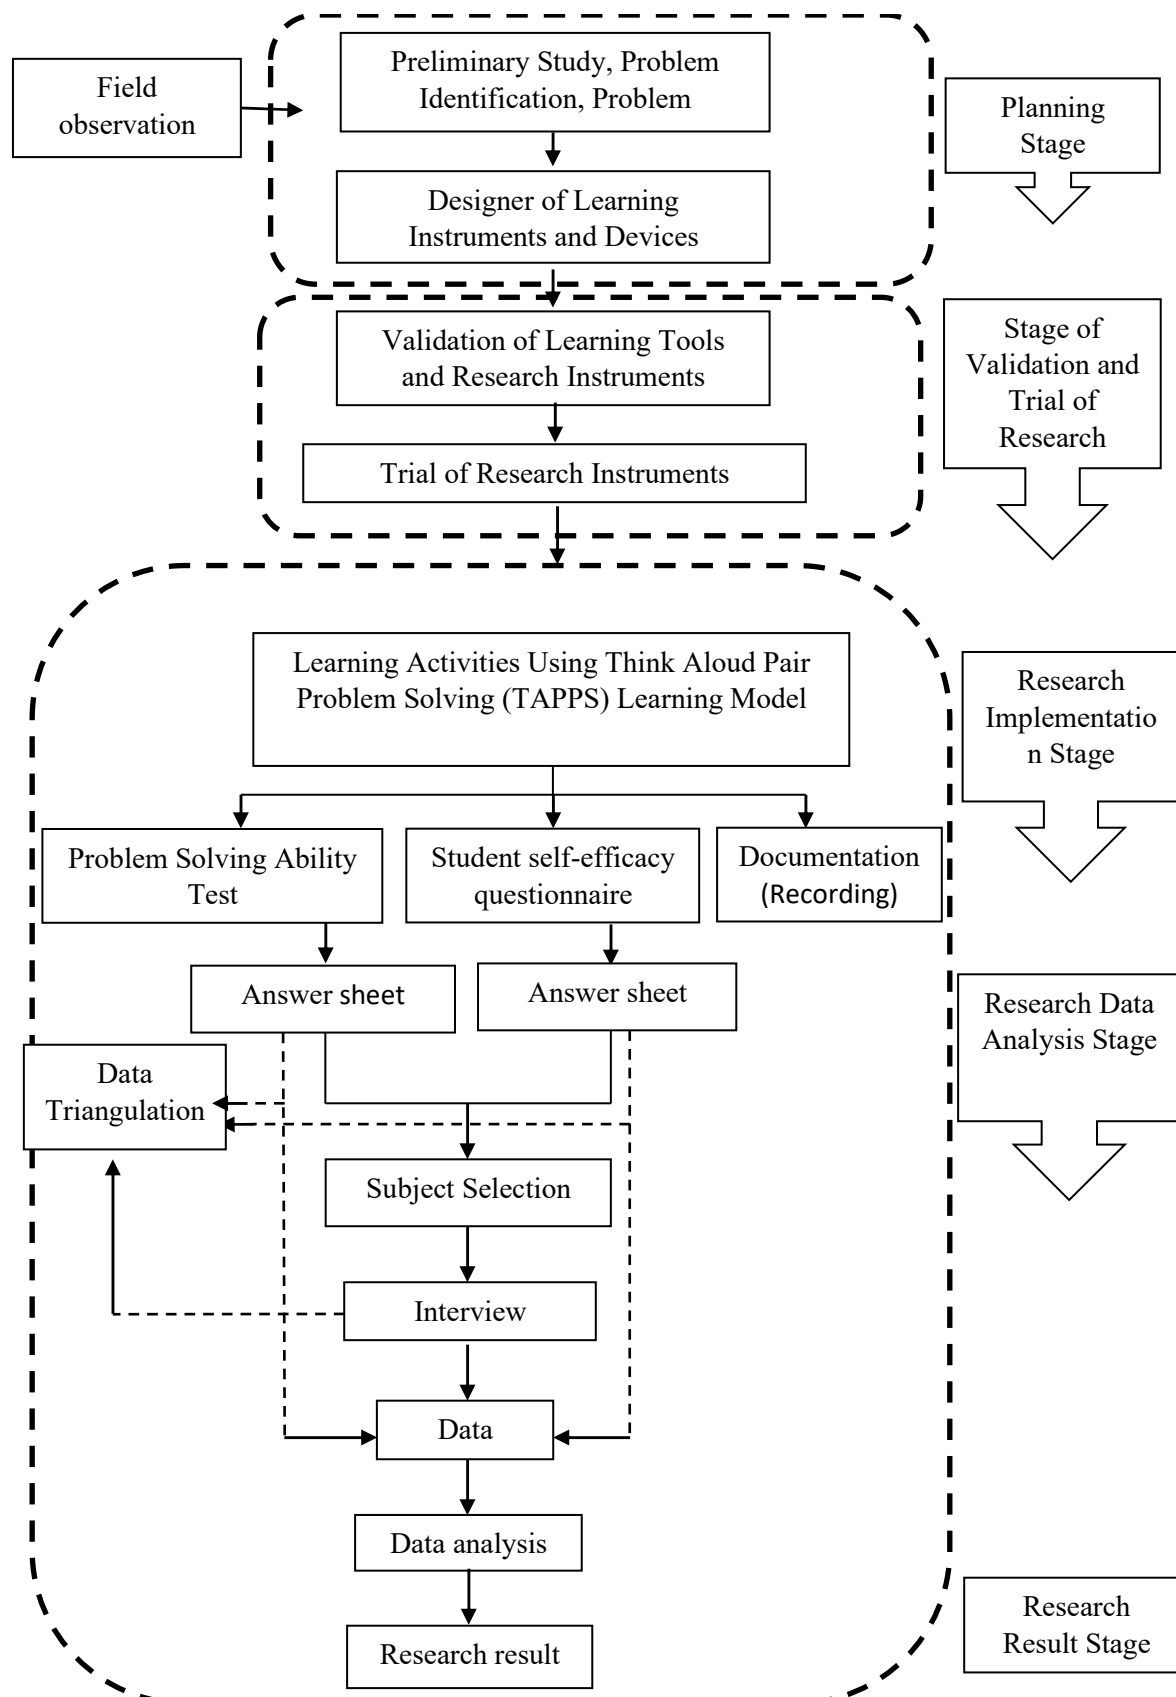 Field
observation
Preliminary Study, Problem
Identification, Problem
Planning
Stage
Designer of Learning
Instruments and Devices
Validation of Learning Tools
and Research Instruments
Stage of
Validation and
Trial of
Research
Trial of Research Instruments
Learning Activities Using Think Aloud Pair
Problem Solving (TAPPS) Learning Model
Research
Implementatio
n Stage
Problem Solving Ability
Test
Student self-efficacy
questionnaire
Documentation
(Recording)
Answer sheet
Answer sheet
Research Data
Analysis Stage
Data
Triangulation
Subject Selection
Interview
Data
Data analysis
Research result
Research
Result Stage